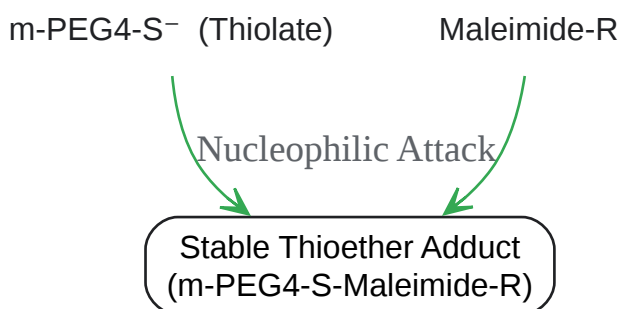 m-PEG4-S⁻ (Thiolate)
Maleimide-R
Nucleophilic Attack
Stable Thioether Adduct
(m-PEG4-S-Maleimide-R)